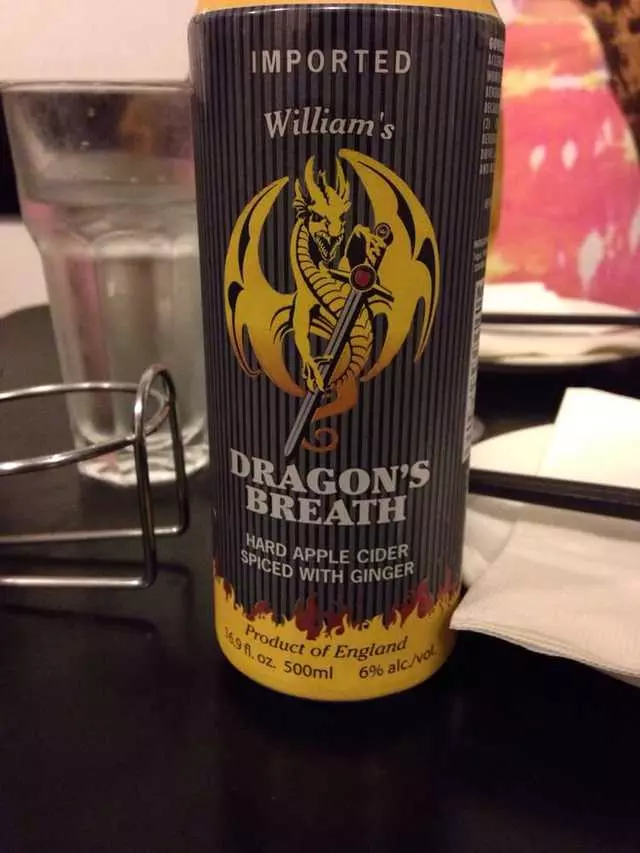 IMPORTED
William's
DRAGON'S
BREATH
HARD APPLE CIDER
SPICED WITH GINGER
Product of England
16.9 fl. oz. 500ml 6% alc./vol.